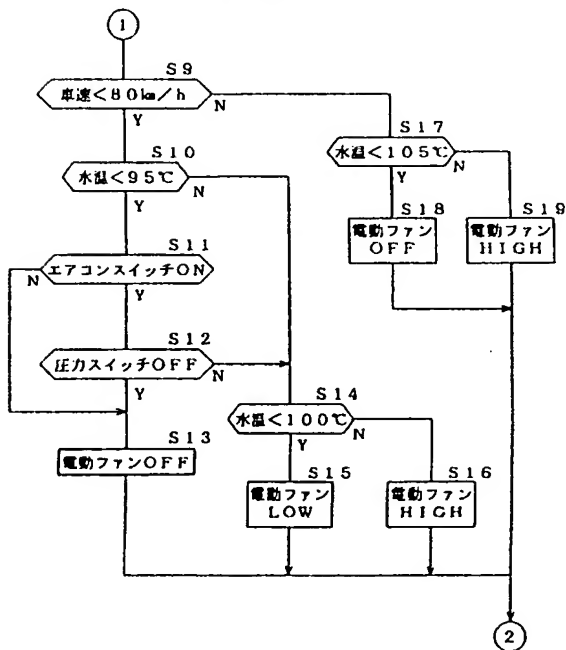 1
S9
車速<80㎞/h
N
Y
S10
水温<95℃
N
Y
S11
エアコンスイッチON
N
Y
S12
圧力スイッチOFF
N
Y
S13
電動ファンOFF
S14
水温<100℃
N
Y
S15
電動ファン
LOW
S16
電動ファン
HIGH
S17
水温<105℃
N
Y
S18
電動ファン
OFF
S19
電動ファン
HIGH
2